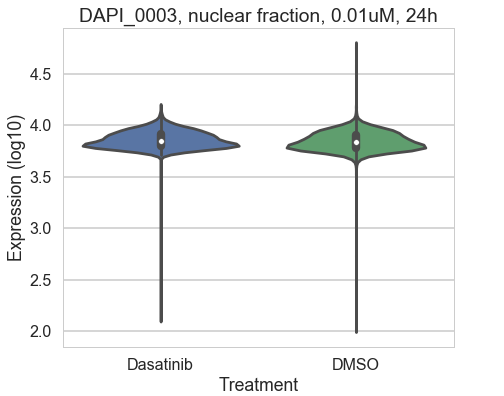 DAPI_0003, nuclear fraction, 0.01uM, 24h
Expression (log10)
4.5
4.0
3.5
3.0
2.5
2.0
Dasatinib DMSO
Treatment